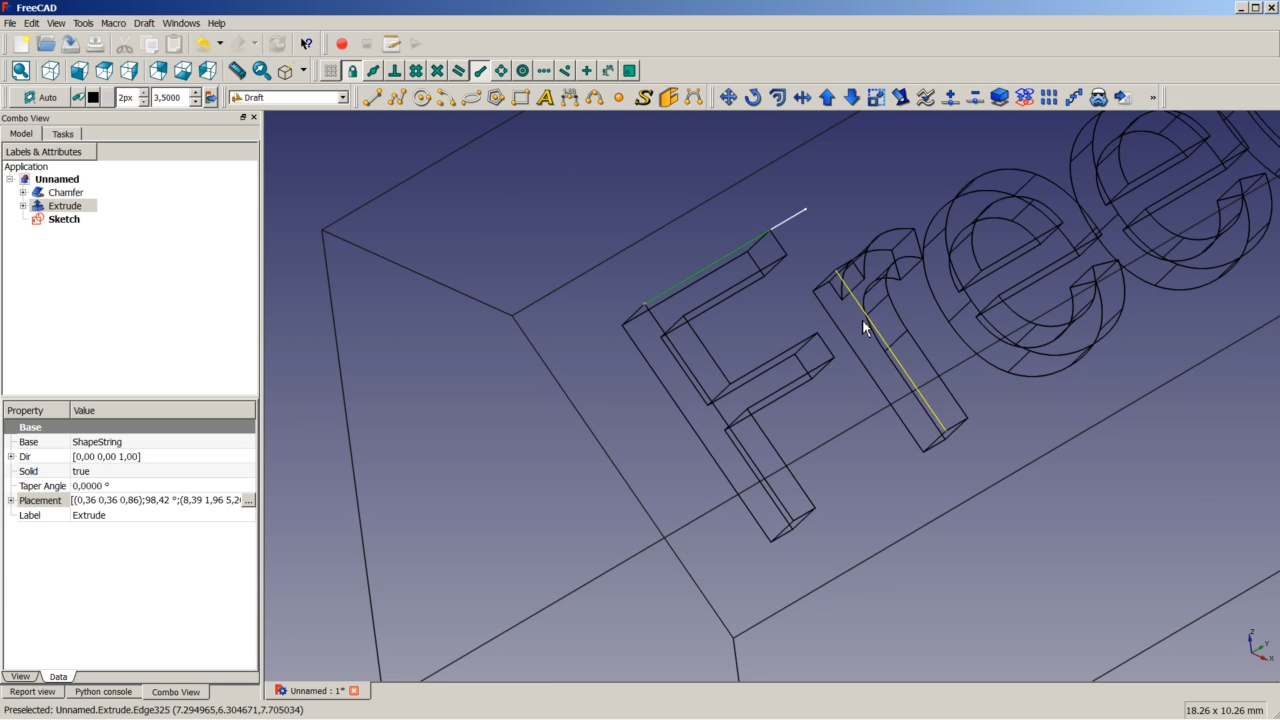 FreeCAD
File Edit View Tools Macro Draft Windows Help
Auto 2px 3,5000 Draft
Combo View
Model Tasks
Labels & Attributes
Application
Unnamed
Chamfer
Extrude
Sketch
Property Value
Base
Base ShapeString
Dir [0,00 0,00 1,00]
Solid true
Taper Angle 0,0000 °
Placement [(0,36 0,36 0,86);98,42 °;(8,39 1,96 5,2 ...
Label Extrude
View Data
Report view Python console Combo View
Unnamed : 1*
Free
z
Y
X
Preselected: Unnamed.Extrude.Edge325 (7.294965,6.304671,7.705034)
18.26 x 10.26 mm